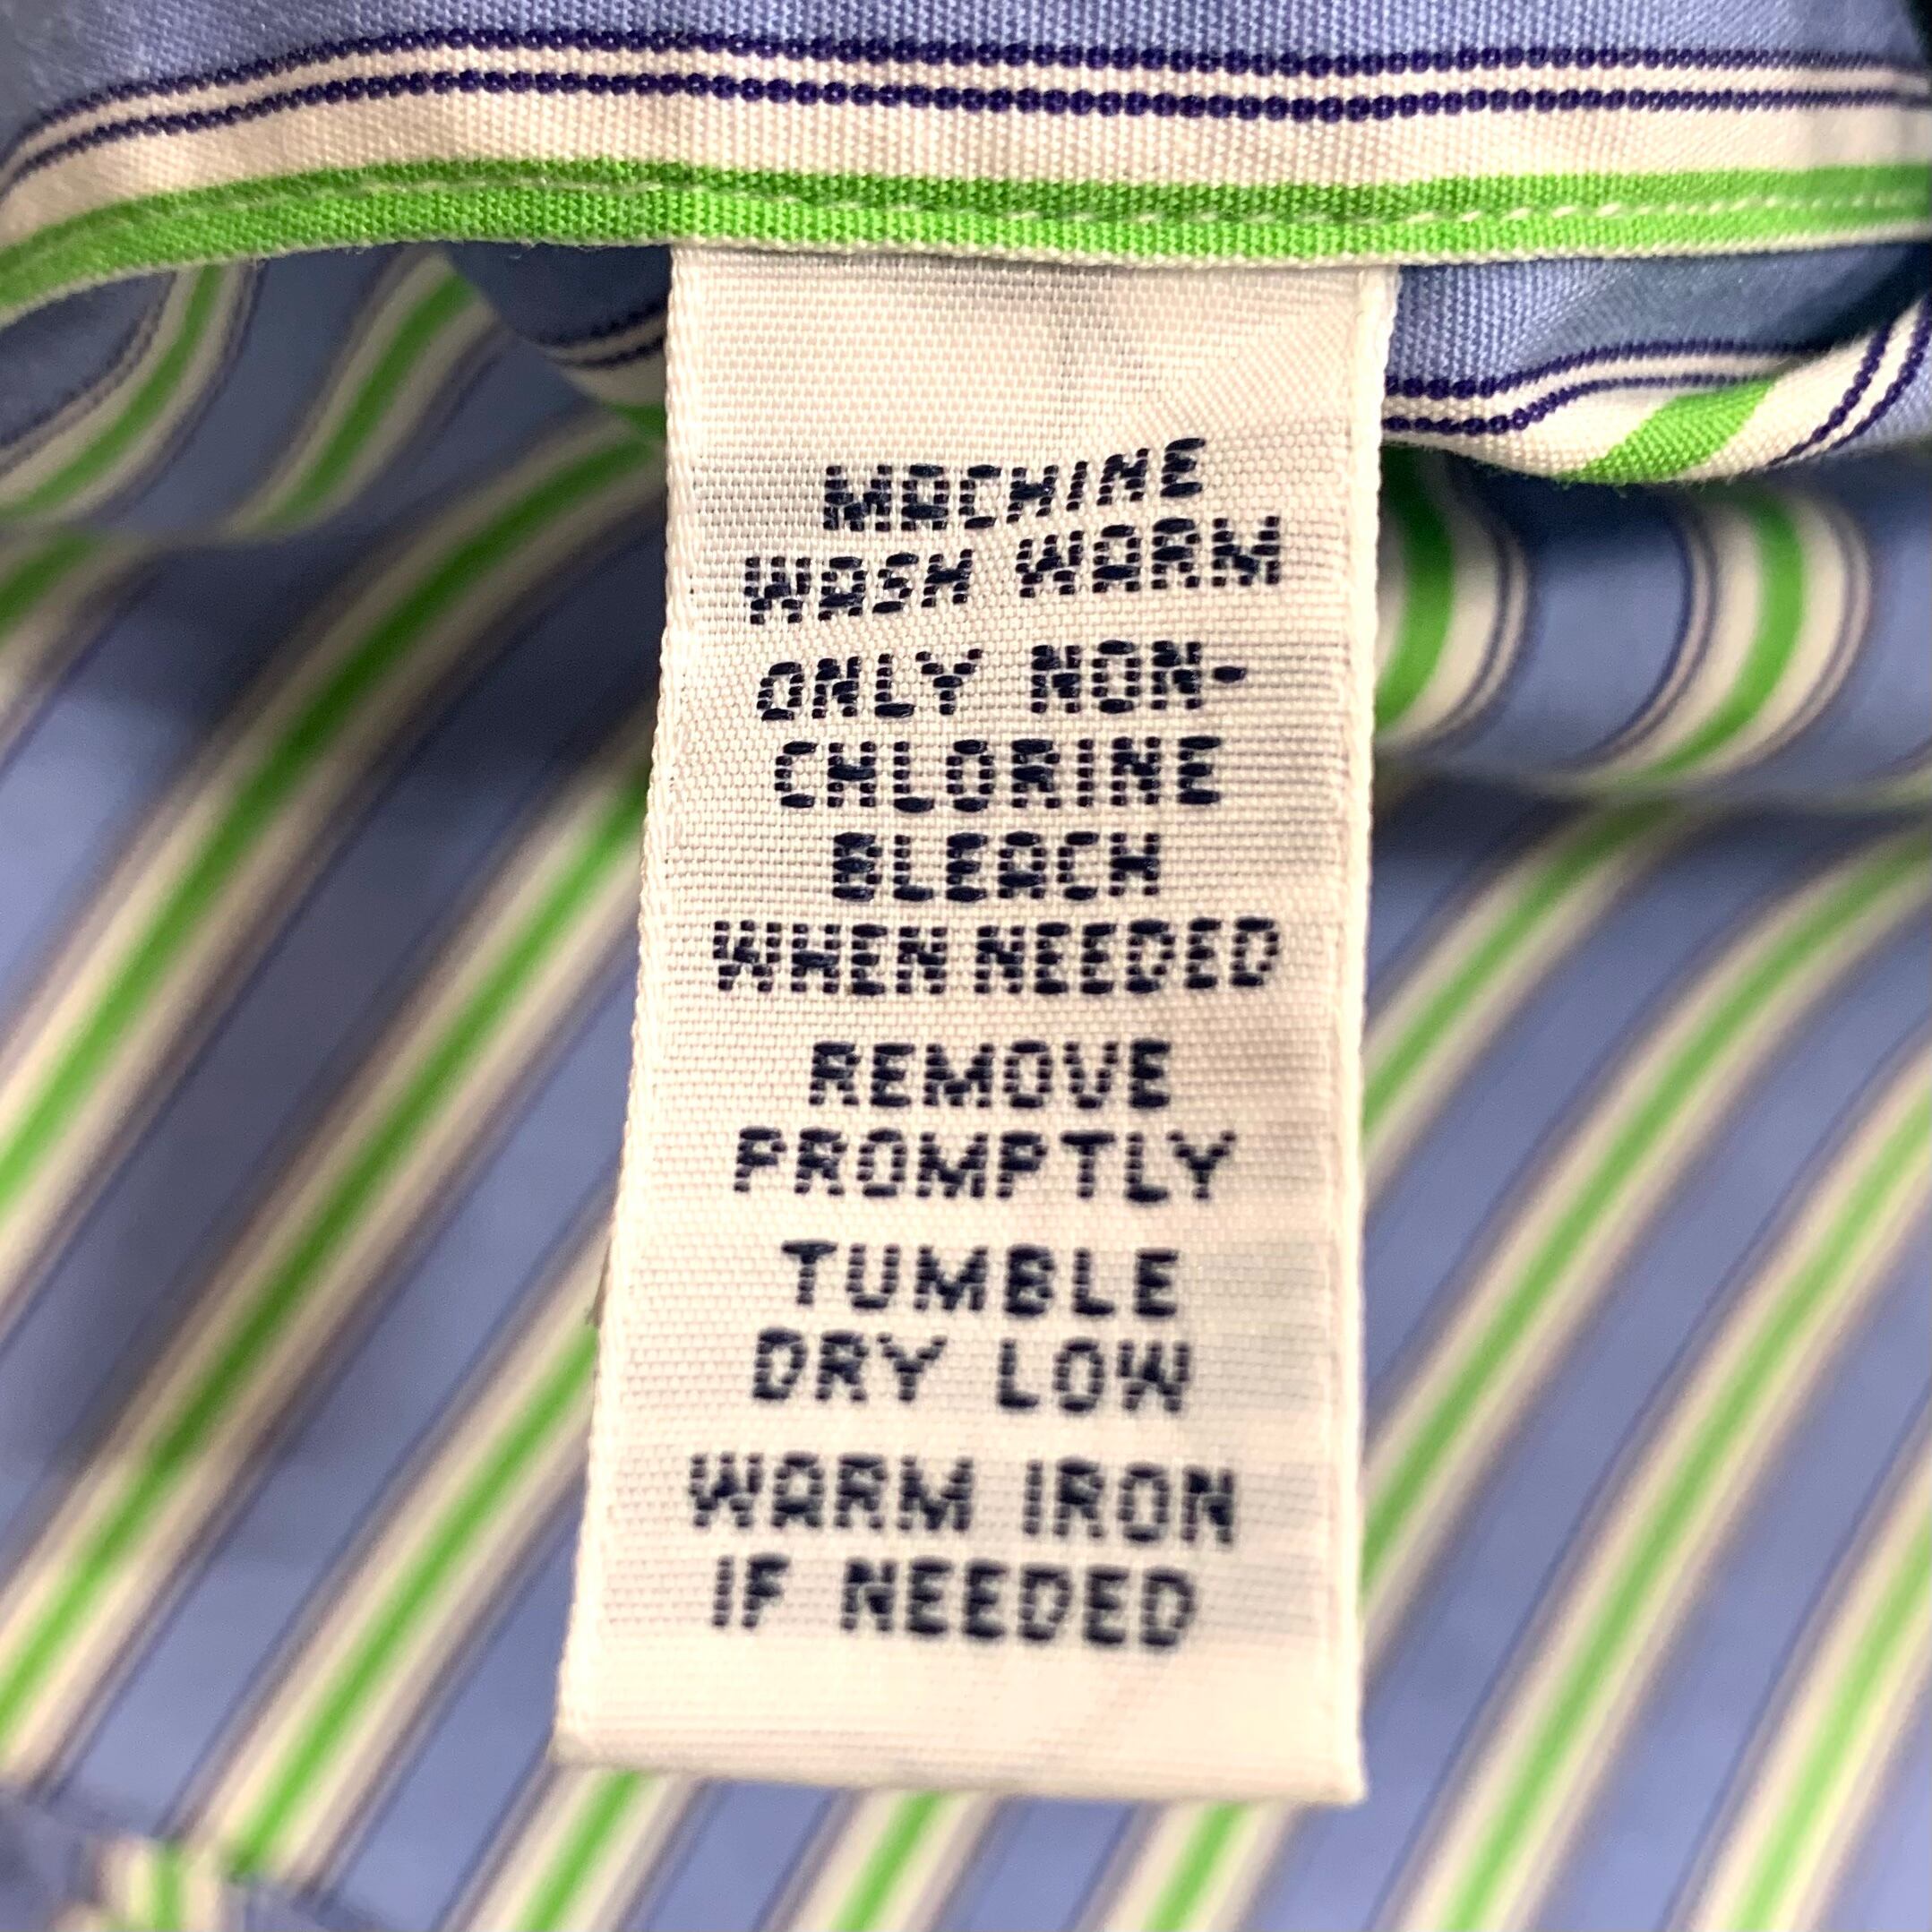 MACHINE
WASH WARM
ONLY NON-
CHLORINE
BLEACH
WHEN NEEDED
REMOVE
PROMPTLY
TUMBLE
DRY LOW
WARM IRON
IF NEEDED